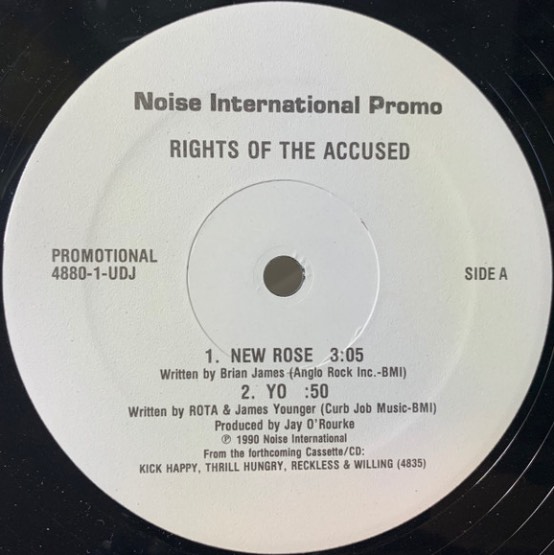 Noise International Promo
RIGHTS OF THE ACCUSED
PROMOTIONAL
4880-1-UDJ
SIDE A
1. NEW ROSE 3:05
Written by Brian James (Anglo Rock Inc.-BMI)
2. YO :50
Written by ROTA & James Younger (Curb Job Music-BMI)
Produced by Jay O'Rourke
℗ 1990 Noise International
From the forthcoming Cassette/CD:
KICK HAPPY, THRILL HUNGRY, RECKLESS & WILLING (4835)